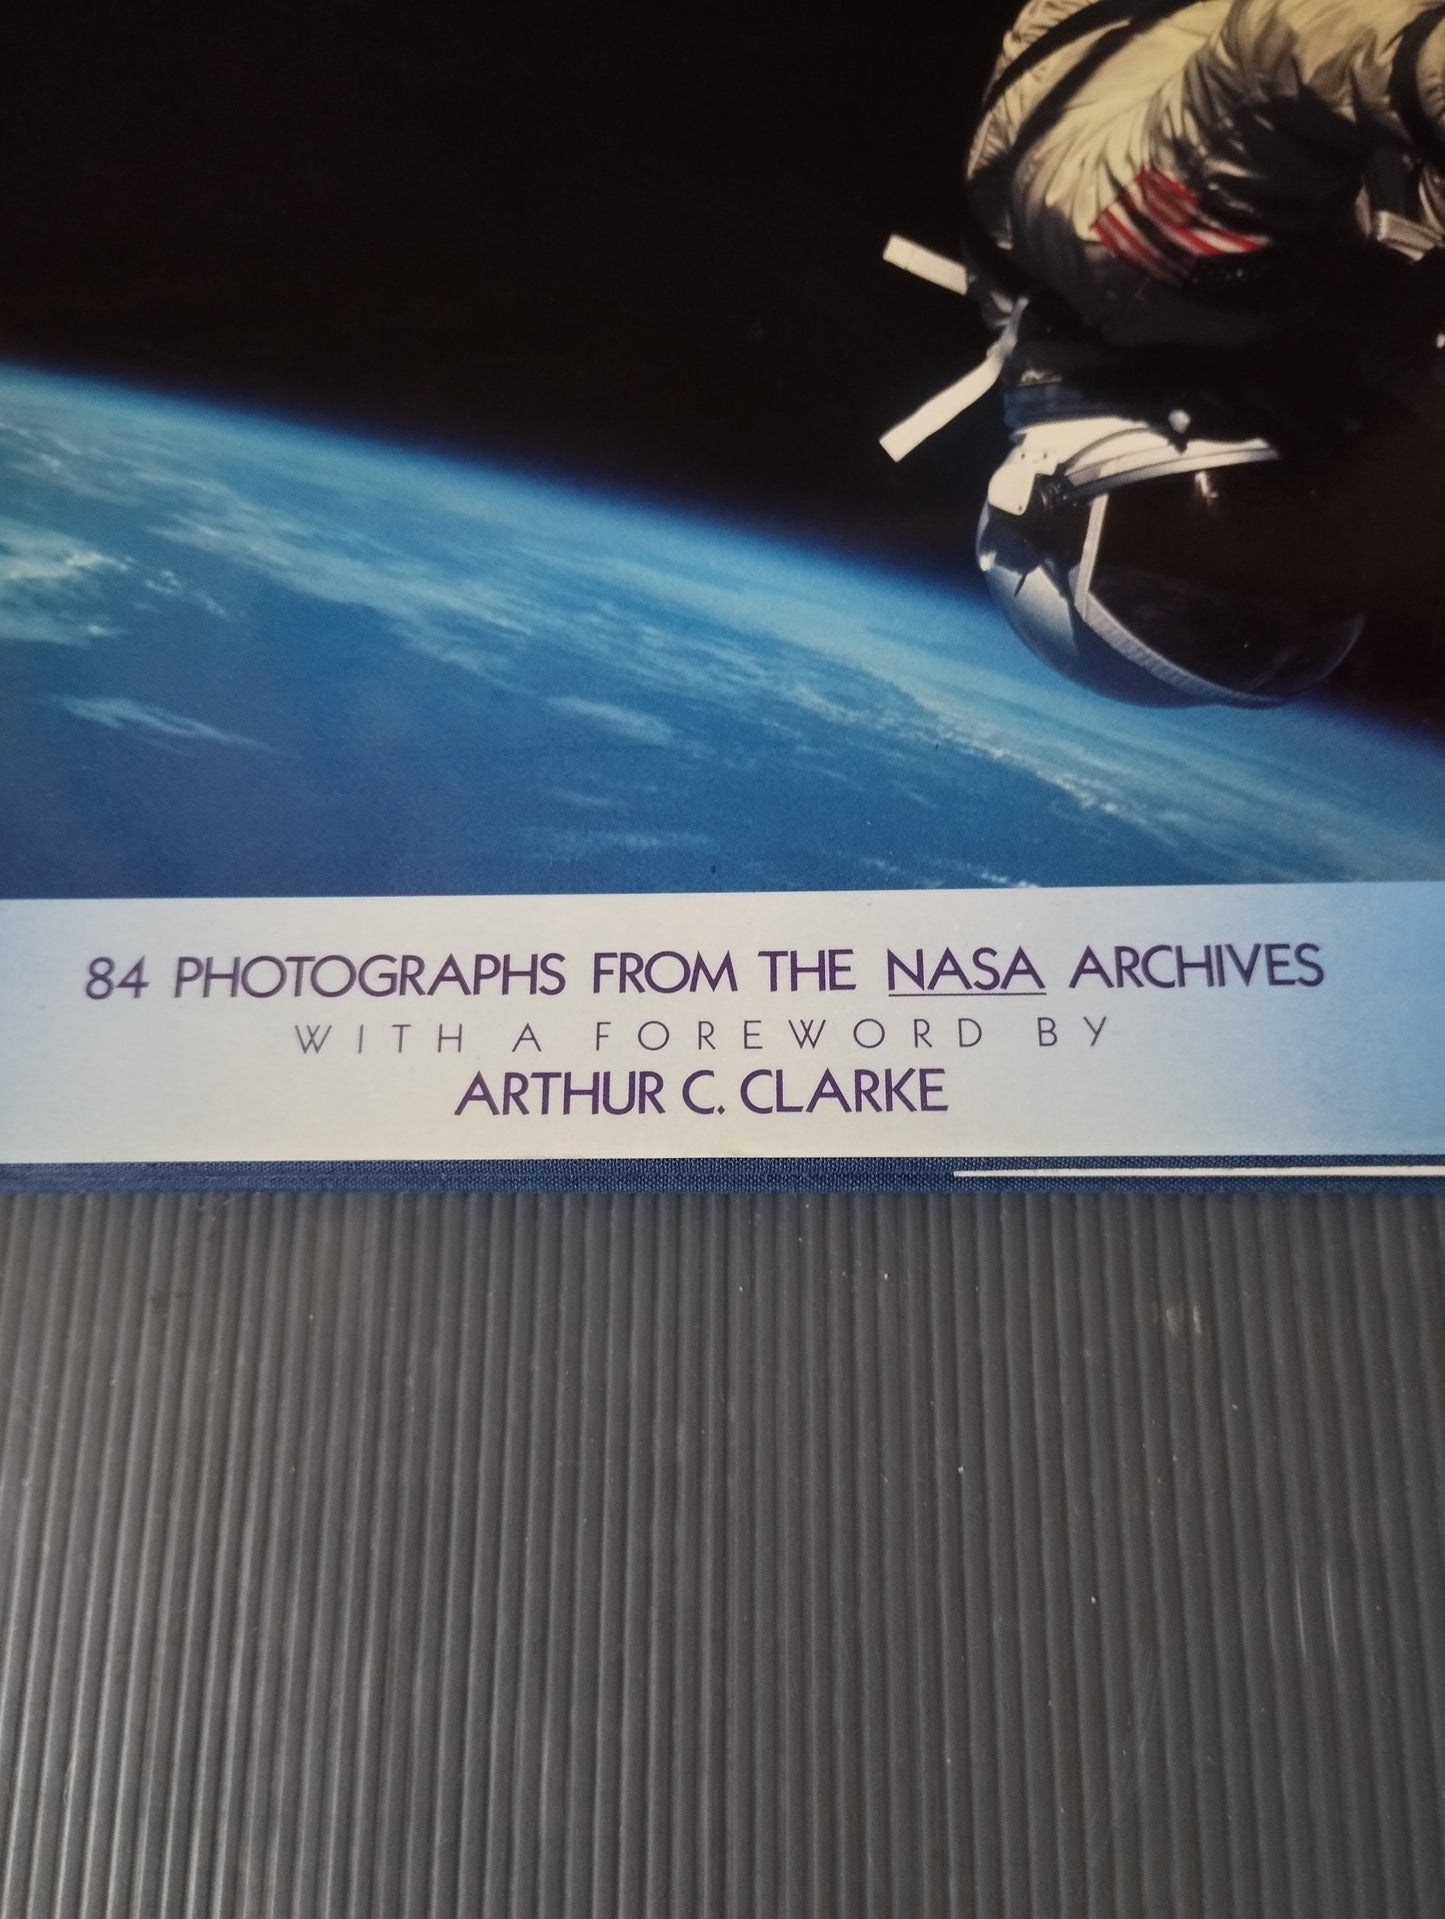 84 PHOTOGRAPHS FROM THE NASA ARCHIVES
WITH A FOREWORD BY
ARTHUR C. CLARKE